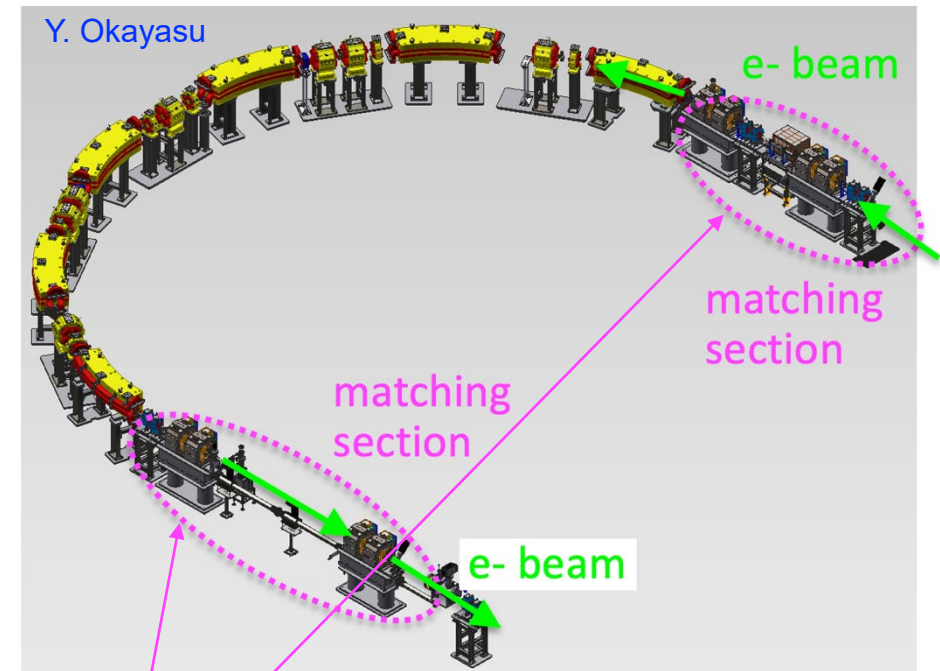 Y. Okayasu
e- beam
matching
section
matching
section
e- beam